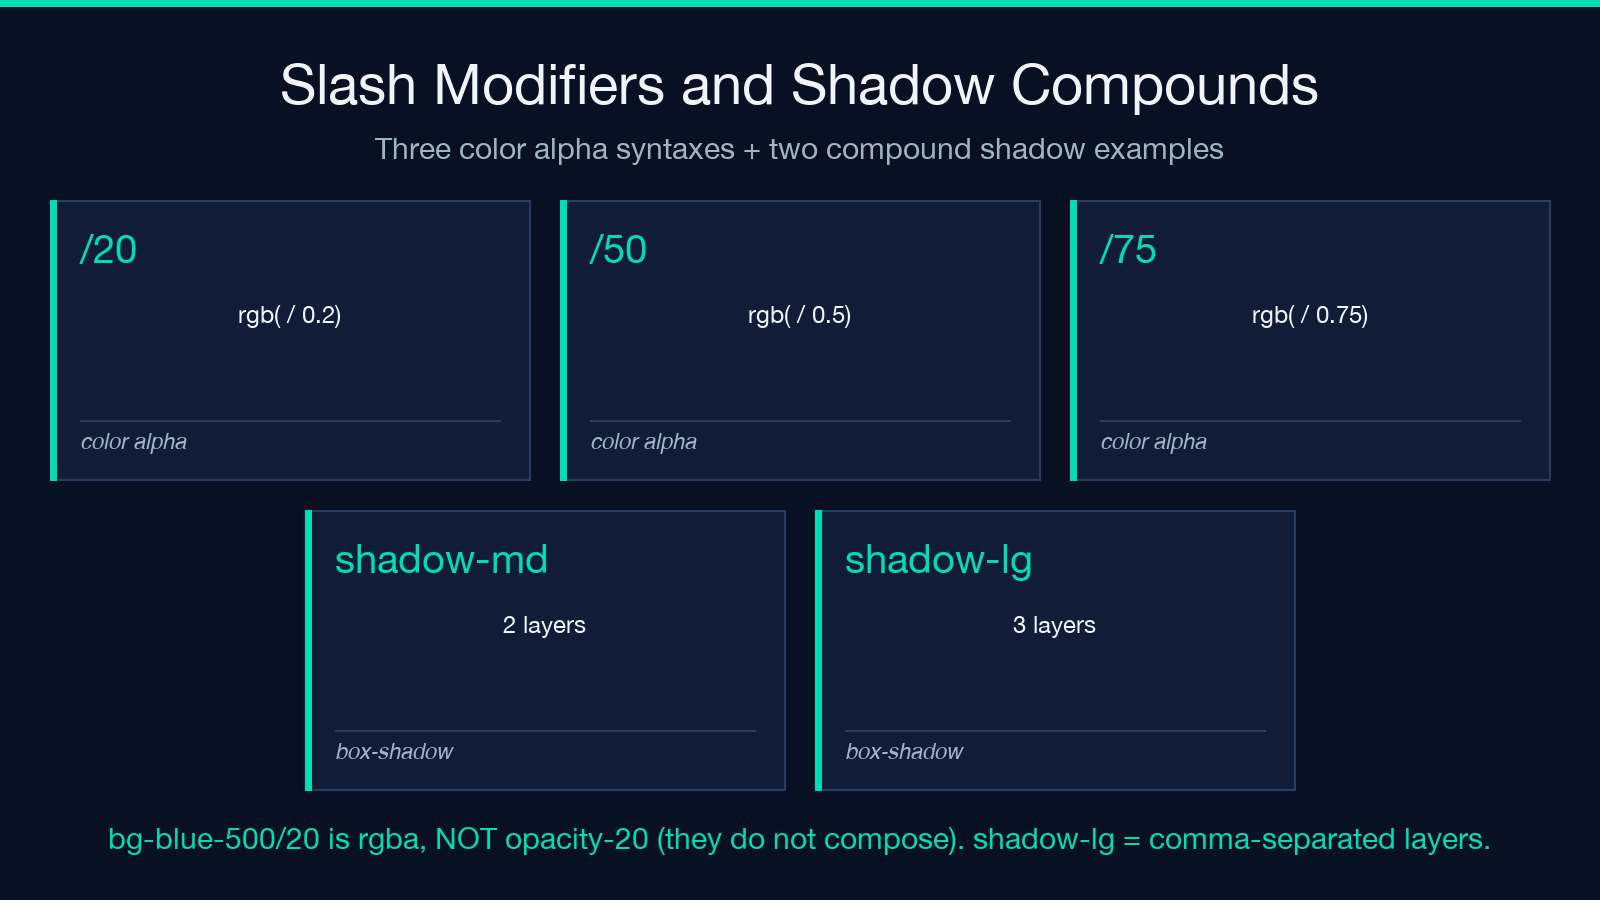 Slash Modifiers and Shadow Compounds
Three color alpha syntaxes + two compound shadow examples
/20
rgb( / 0.2)
color alpha
/50
rgb( / 0.5)
color alpha
/75
rgb( / 0.75)
color alpha
shadow-md
2 layers
box-shadow
shadow-lg
3 layers
box-shadow
bg-blue-500/20 is rgba, NOT opacity-20 (they do not compose). shadow-lg = comma-separated layers.